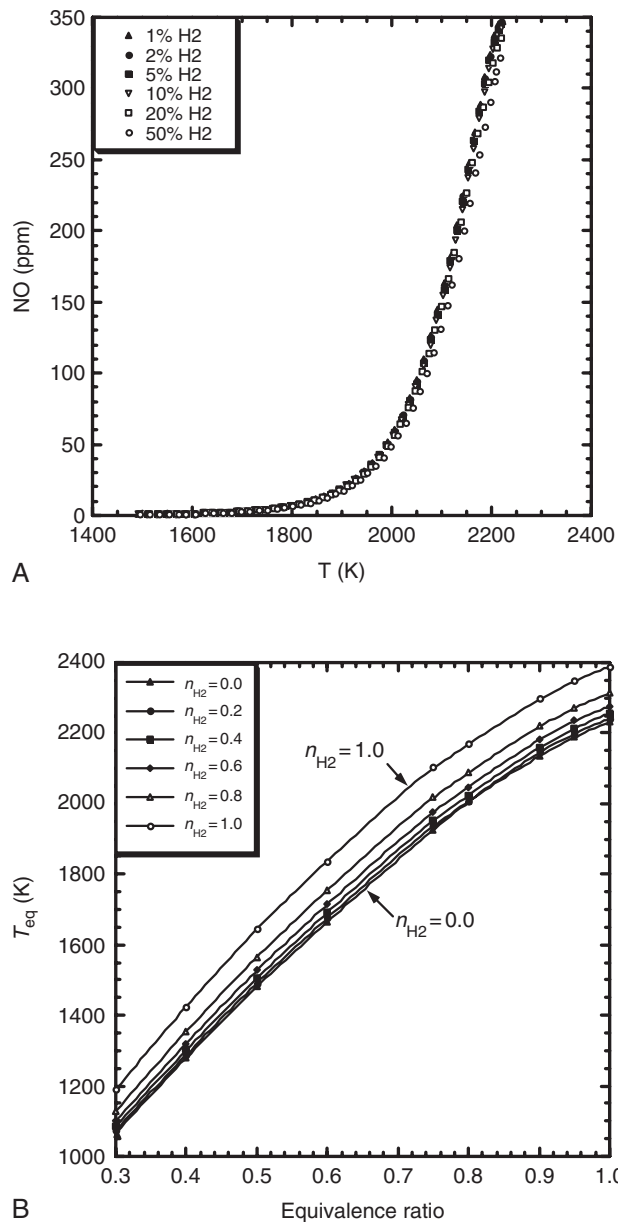 350
300
250
200
150
100
50
0
NO (ppm)
1% H2
2% H2
5% H2
10% H2
20% H2
50% H2
1400 1600 1800 2000 2200 2400
T (K)
A
2400
2200
2000
1800
1600
1400
1200
1000
T_eq (K)
n_H2=0.0
n_H2=0.2
n_H2=0.4
n_H2=0.6
n_H2=0.8
n_H2=1.0
n_H2=1.0
n_H2=0.0
0.3 0.4 0.5 0.6 0.7 0.8 0.9 1.0
Equivalence ratio
B